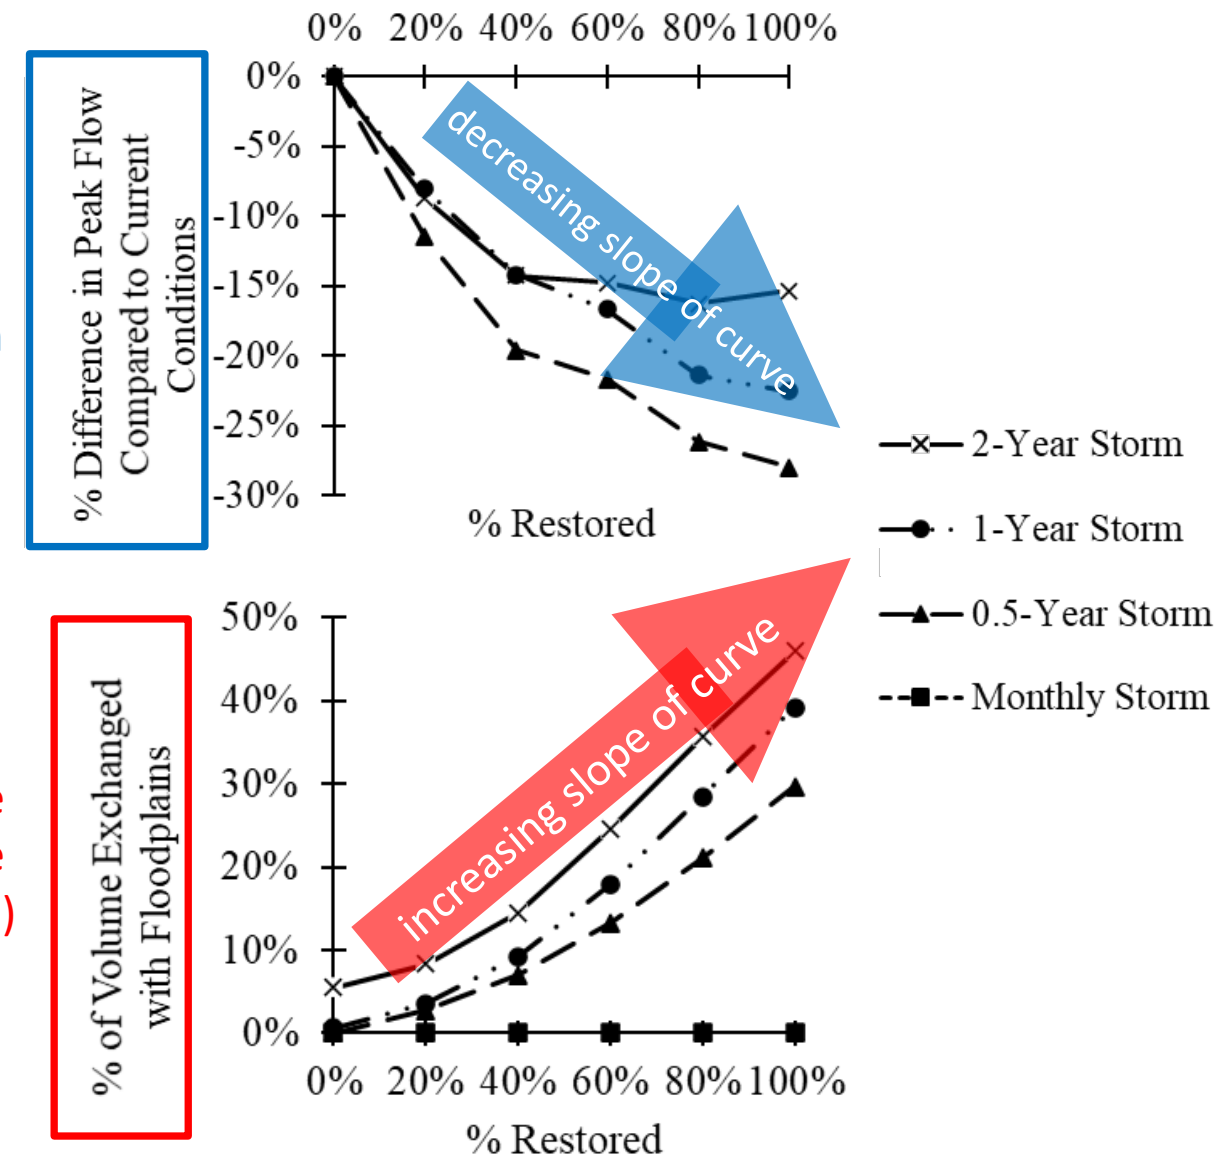 0% 20% 40% 60% 80% 100%
0%
-5%
-10%
-15%
-20%
-25%
-30%
% Difference in Peak Flow
Compared to Current
Conditions
decreasing slope of curve
% Restored
2-Year Storm
1-Year Storm
0.5-Year Storm
Monthly Storm
50%
40%
30%
20%
10%
0%
% of Volume Exchanged
with Floodplains
increasing slope of curve
0% 20% 40% 60% 80% 100%
% Restored
)